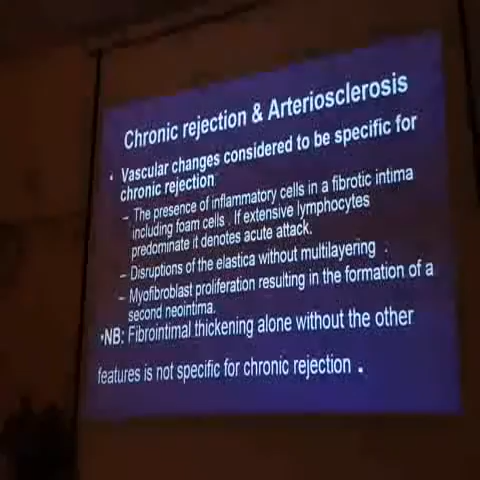 Chronic rejection & Arteriosclerosis
• Vascular changes considered to be specific for
chronic rejection
– The presence of inflammatory cells in a fibrotic intima
including foam cells . If extensive lymphocytes
predominate it denotes acute attack.
– Disruptions of the elastica without multilayering
– Myofibroblast proliferation resulting in the formation of a
second neointima.
•NB: Fibrointimal thickening alone without the other
features is not specific for chronic rejection .